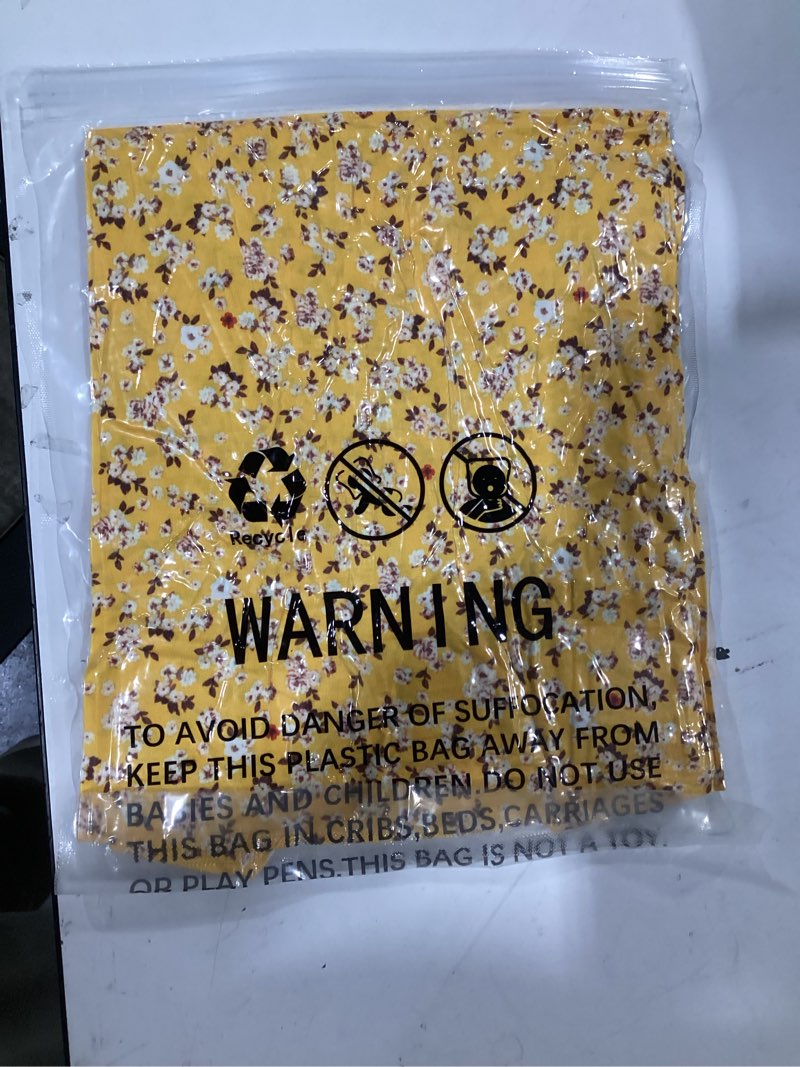 Recycle
WARNING
TO AVOID DANGER OF SUFFOCATION,
KEEP THIS PLASTIC BAG AWAY FROM
BABIES AND CHILDREN.DO NOT USE
THIS BAG IN CRIBS,BEDS,CARRIAGES
OR PLAY PENS.THIS BAG IS NOT A TOY.